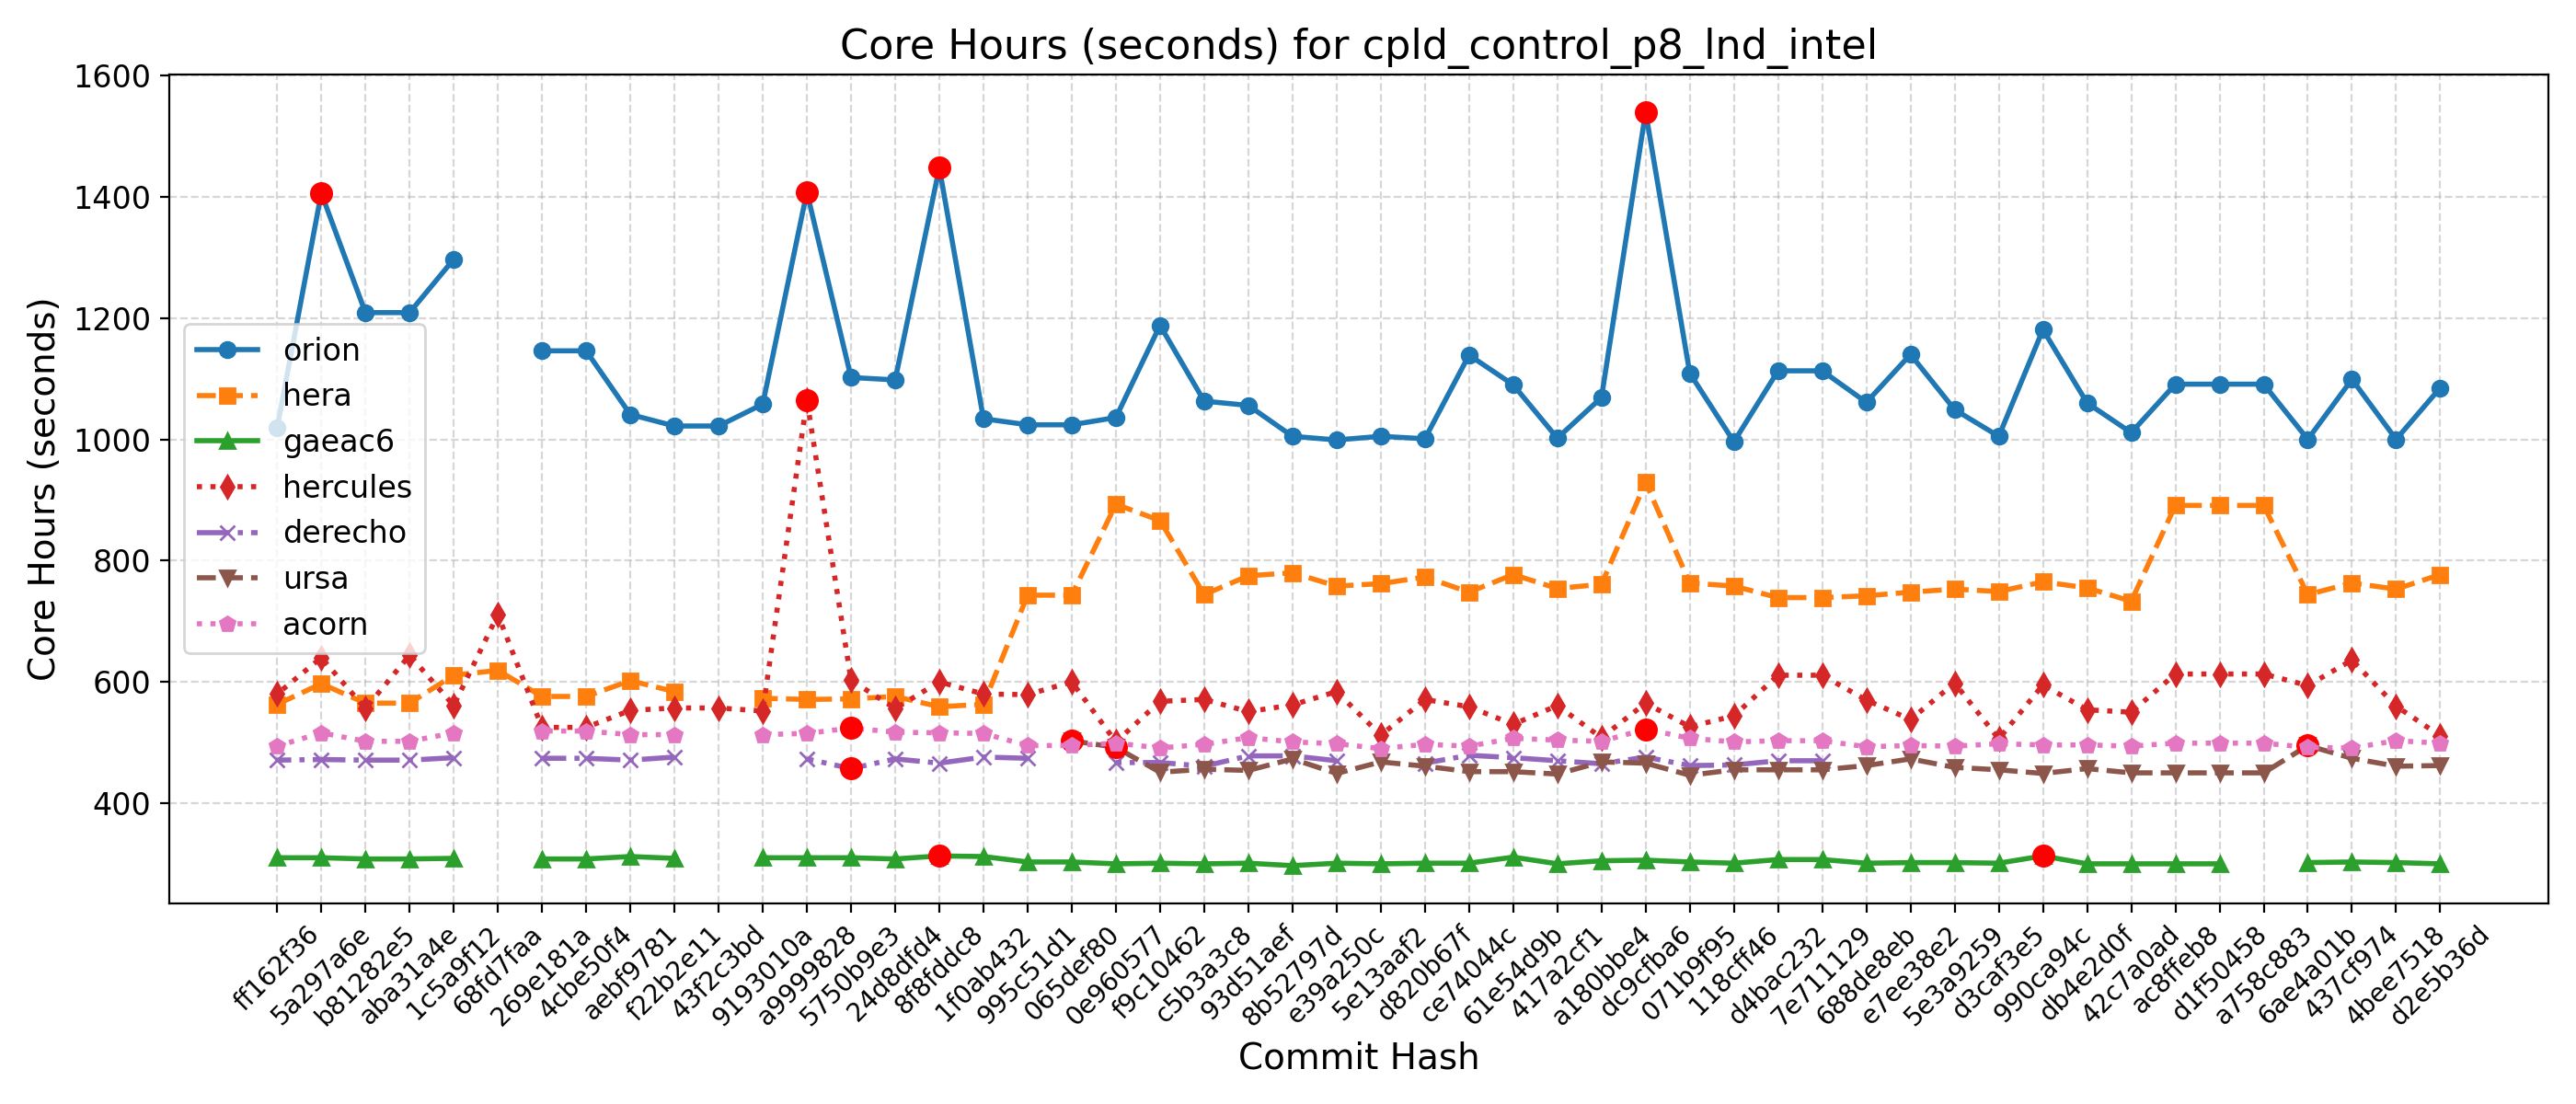 Core Hours (seconds) for cpld_control_p8_lnd_intel
Core Hours (seconds)
1600
1400
1200
1000
800
600
400
orion
hera
gaeac6
hercules
derecho
ursa
acorn
ff162f36
5a297a6e
b81282e5
aba31a4e
1c5a9f12
68fd7faa
269e181a
4cbe50f4
aebf9781
f22b2e11
43f2c3bd
9193010a
a9999828
5750b9e3
24d8dfd4
8f8fddc8
1f0ab432
995c51d1
065def80
0e960577
f9c10462
c5b3a3c8
93d51aef
8b52797d
e39a250c
5e13aaf2
d820b67f
ce74044c
61e54d9b
417a2cf1
a180bbe4
dc9cfba6
071b9f95
118cff46
d4bac232
7e711129
688de8eb
e7ee38e2
5e3a9259
d3caf3e5
990ca94c
db4e2d0f
42c7a0ad
ac8ffeb8
d1f50458
a758c883
6ae4a01b
437cf974
4bee7518
d2e5b36d
Commit Hash